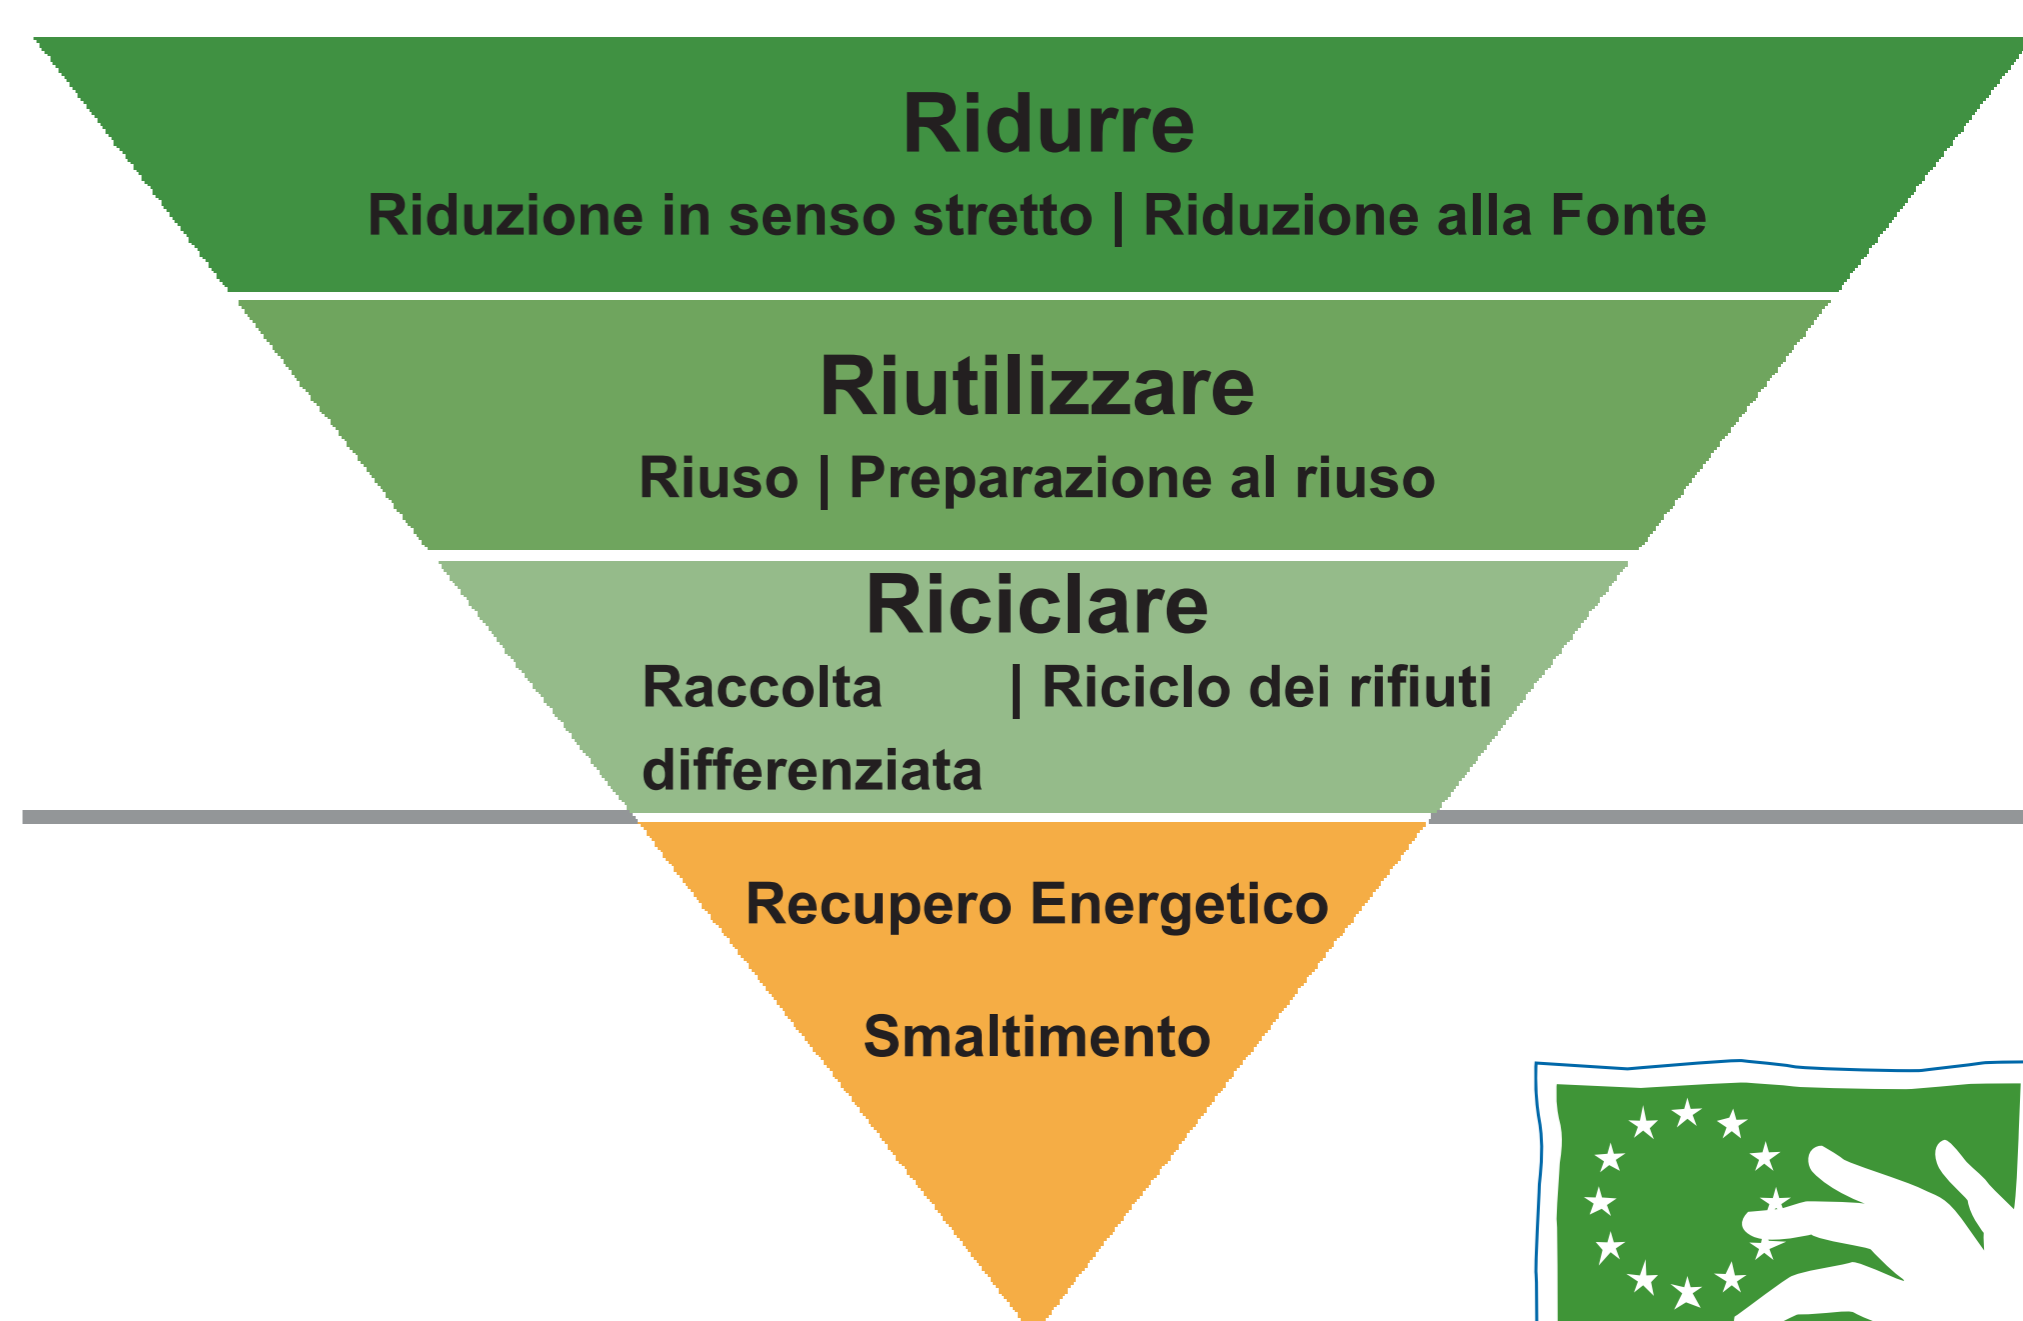 Ridurre
Riduzione in senso stretto | Riduzione alla Fonte
Riutilizzare
Riuso | Preparazione al riuso
Riciclare
Raccolta | Riciclo dei rifiuti
differenziata
Recupero Energetico
Smaltimento